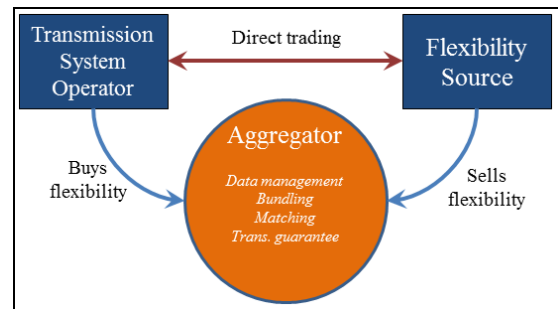 Transmission
System
Operator
Direct trading
Flexibility
Source
Aggregator
Data management
Bundling
Matching
Trans. guarantee
Buys
flexibility
Sells
flexibility